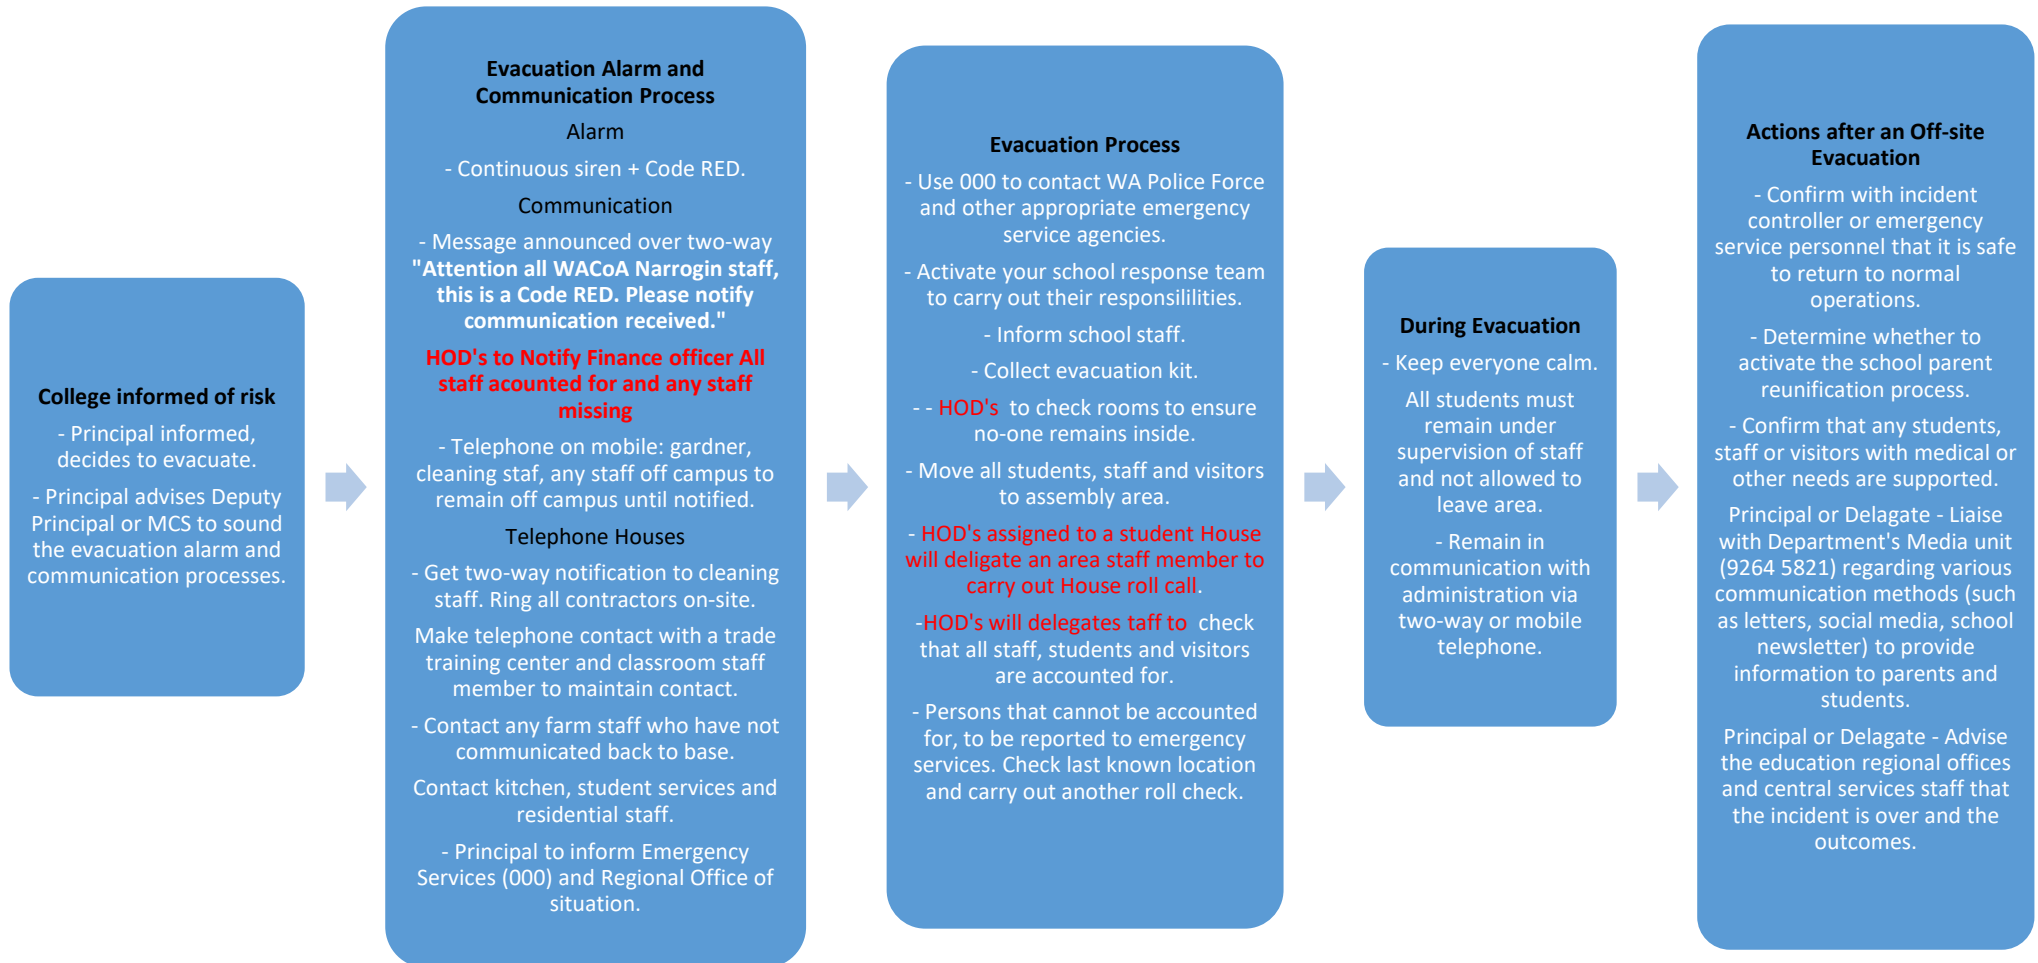 College informed of risk
- Principal informed,
decides to evacuate.
- Principal advises Deputy
Principal or MCS to sound
the evacuation alarm and
communication processes.
Evacuation Alarm and
Communication Process
Alarm
- Continuous siren + Code RED.
Communication
- Message announced over two-way
"Attention all WACoA Narrogin staff,
this is a Code RED. Please notify
communication received."
HOD's to Notify Finance officer All
staff acounted for and any staff
missing
- Telephone on mobile: gardner,
cleaning staf, any staff off campus to
remain off campus until notified.
Telephone Houses
- Get two-way notification to cleaning
staff. Ring all contractors on-site.
Make telephone contact with a trade
training center and classroom staff
member to maintain contact.
- Contact any farm staff who have not
communicated back to base.
Contact kitchen, student services and
residential staff.
- Principal to inform Emergency
Services (000) and Regional Office of
situation.
Evacuation Process
- Use 000 to contact WA Police Force
and other appropriate emergency
service agencies.
- Activate your school response team
to carry out their responsililities.
- Inform school staff.
- Collect evacuation kit.
- - HOD's  to check rooms to ensure
no-one remains inside.
- Move all students, staff and visitors
to assembly area.
- HOD's assigned to a student House
will deligate an area staff member to
carry out House roll call.
-HOD's will delegates taff to  check
that all staff, students and visitors
are accounted for.
- Persons that cannot be accounted
for, to be reported to emergency
services. Check last known location
and carry out another roll check.
During Evacuation
- Keep everyone calm.
All students must
remain under
supervision of staff
and not allowed to
leave area.
- Remain in
communication with
administration via
two-way or mobile
telephone.
Actions after an Off-site
Evacuation
- Confirm with incident
controller or emergency
service personnel that it is safe
to return to normal
operations.
- Determine whether to
activate the school parent
reunification process.
- Confirm that any students,
staff or visitors with medical or
other needs are supported.
Principal or Delagate - Liaise
with Department's Media unit
(9264 5821) regarding various
communication methods (such
as letters, social media, school
newsletter) to provide
information to parents and
students.
Principal or Delagate - Advise
the education regional offices
and central services staff that
the incident is over and the
outcomes.